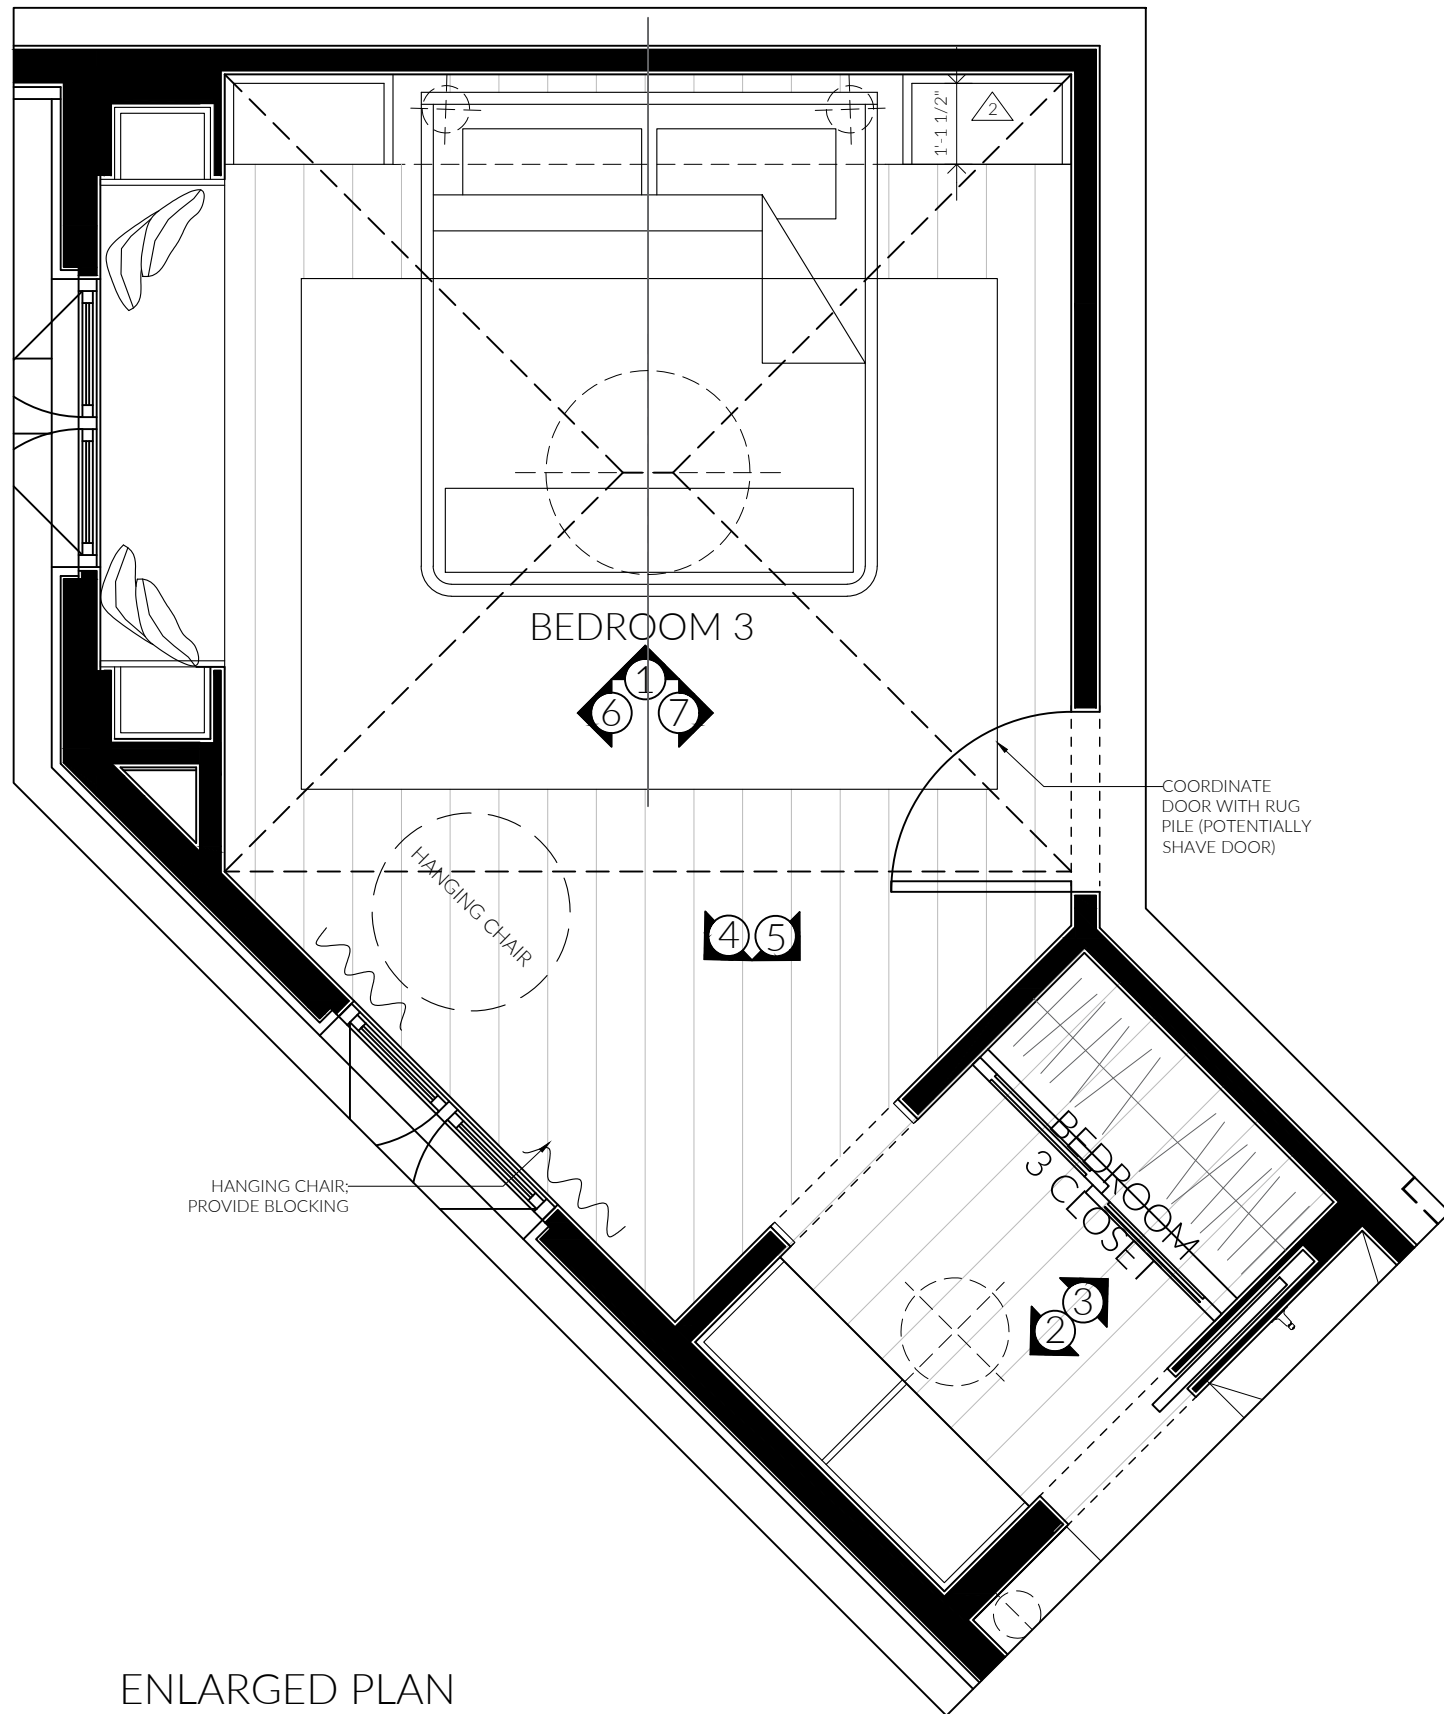 1'-1 1/2"
2
BEDROOM 3
1
6
7
COORDINATE
DOOR WITH RUG
PILE (POTENTIALLY
SHAVE DOOR)
HANGING CHAIR
4
5
BEDROOM
3 CLOSET
HANGING CHAIR;
PROVIDE BLOCKING
3
2
ENLARGED PLAN